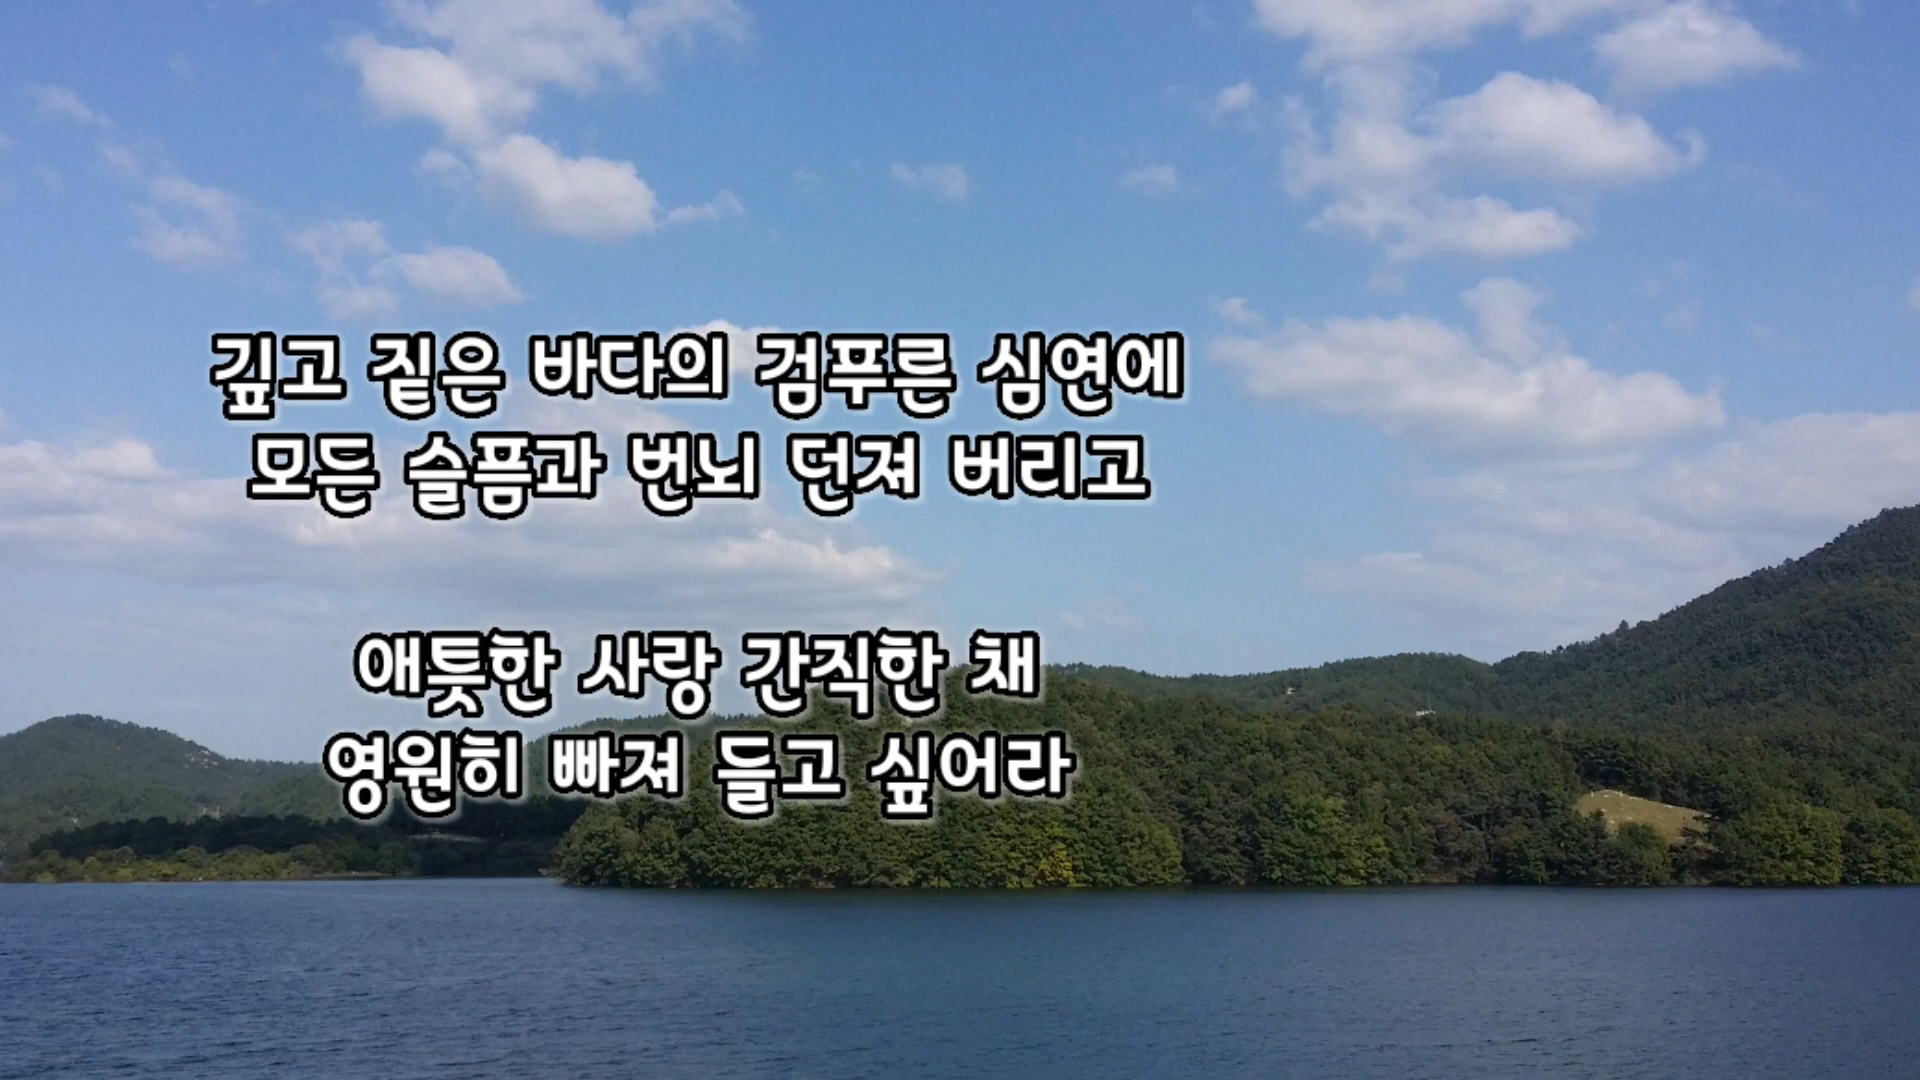 깊고 짙은 바다의 검푸른 심연에
모든 슬픔과 번뇌 던져 버리고
애틋한 사랑 간직한 채
영원히 빠져 들고 싶어라